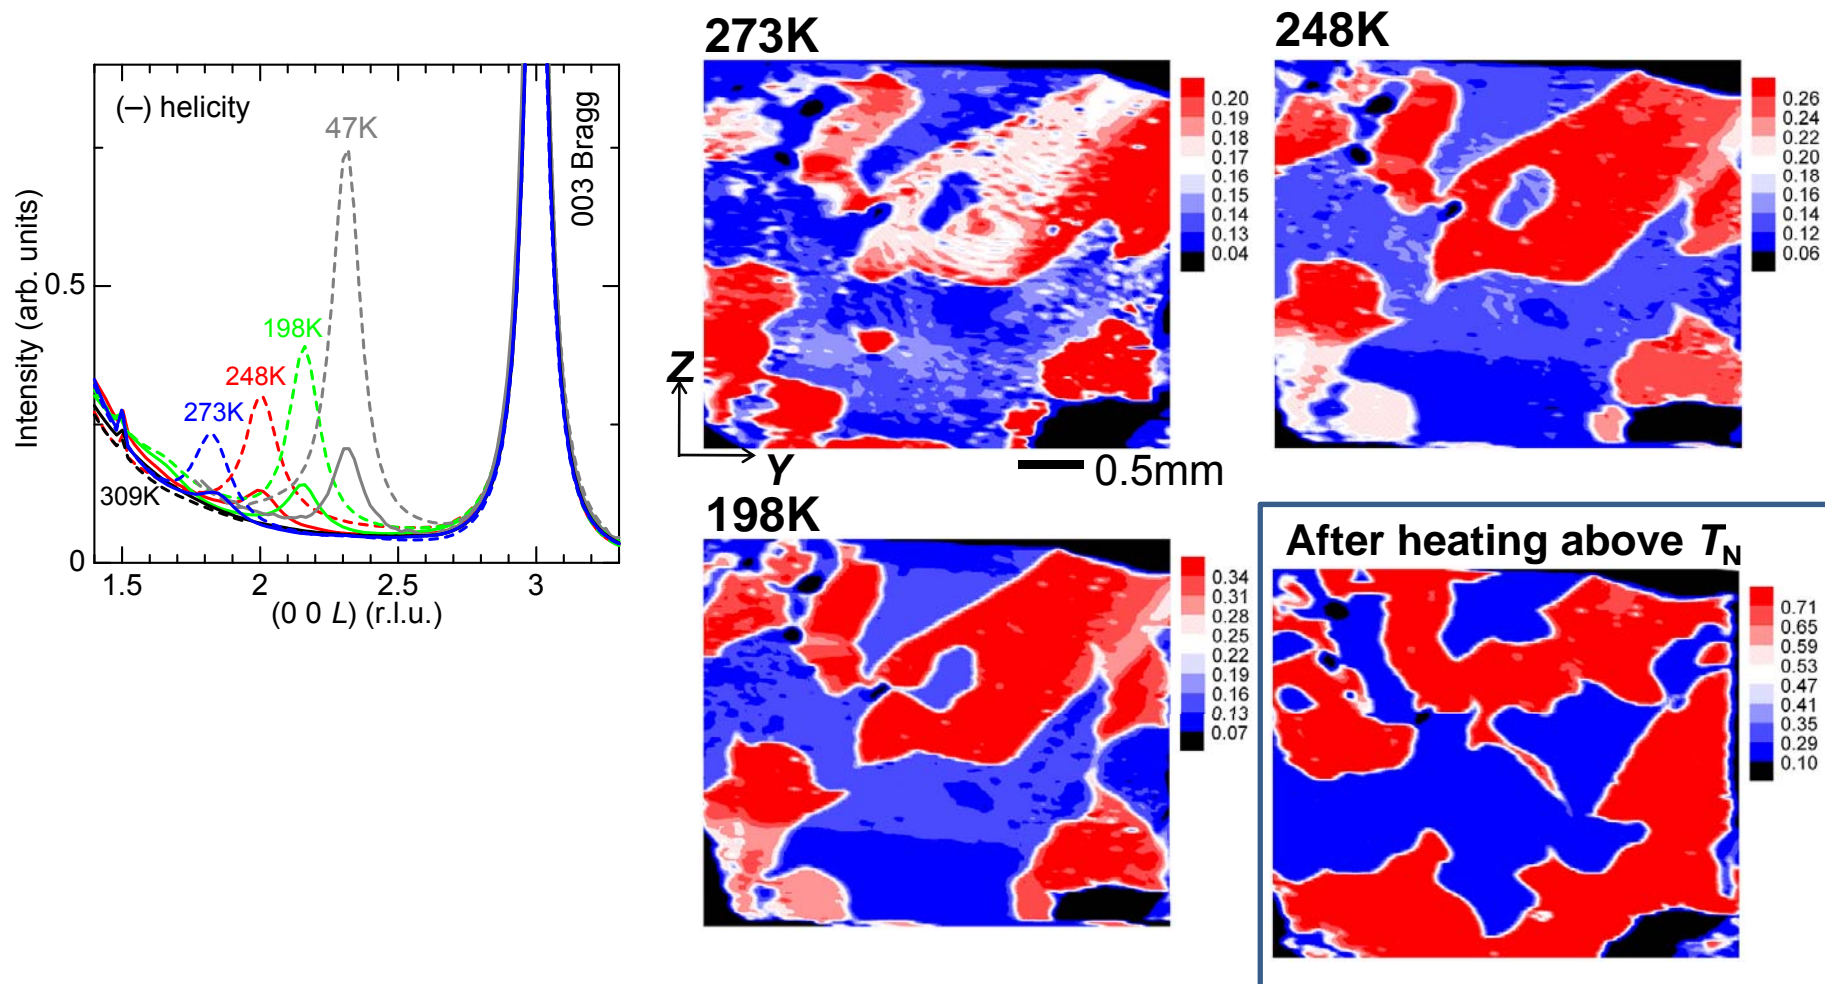 (–) helicity
47K
198K
248K
273K
309K
003 Bragg
Intensity (arb. units)
0.5
0
1.5
2
2.5
3
(0 0 L) (r.l.u.)
273K
0.20
0.19
0.18
0.17
0.16
0.15
0.14
0.13
0.04
Z
Y
0.5mm
248K
0.26
0.24
0.22
0.20
0.18
0.16
0.14
0.12
0.06
198K
0.34
0.31
0.28
0.25
0.22
0.19
0.16
0.13
0.07
After heating above TN
0.71
0.65
0.59
0.53
0.47
0.41
0.35
0.29
0.10